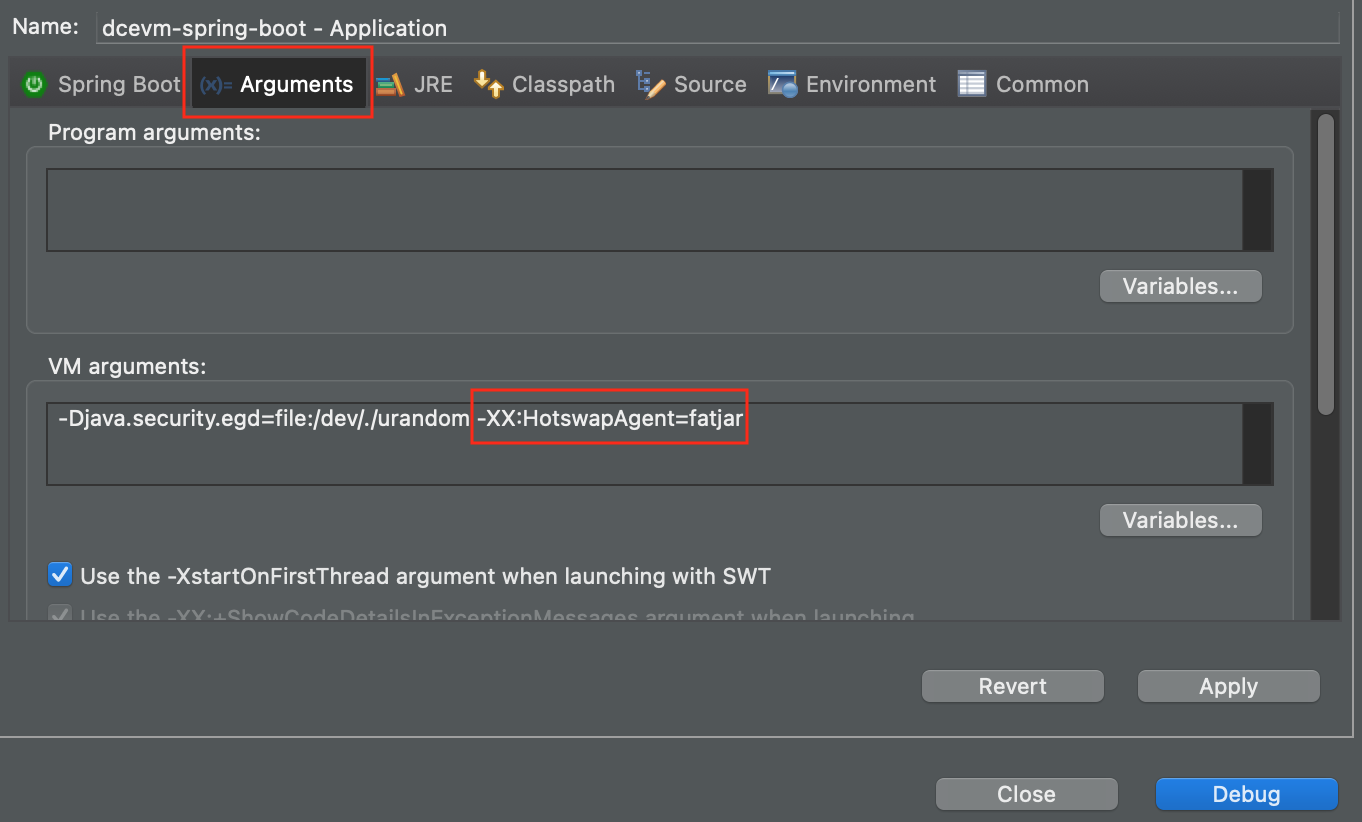 Name: dcevm-spring-boot - Application
Spring Boot (x)= Arguments JRE Classpath Source Environment Common
Program arguments:
Variables...
VM arguments:
-Djava.security.egd=file:/dev/./urandom -XX:HotswapAgent=fatjar
Variables...
Use the -XstartOnFirstThread argument when launching with SWT
Use the -XX:+ShowCodeDetailsInExceptionMessages argument when launching
Revert Apply
Close Debug